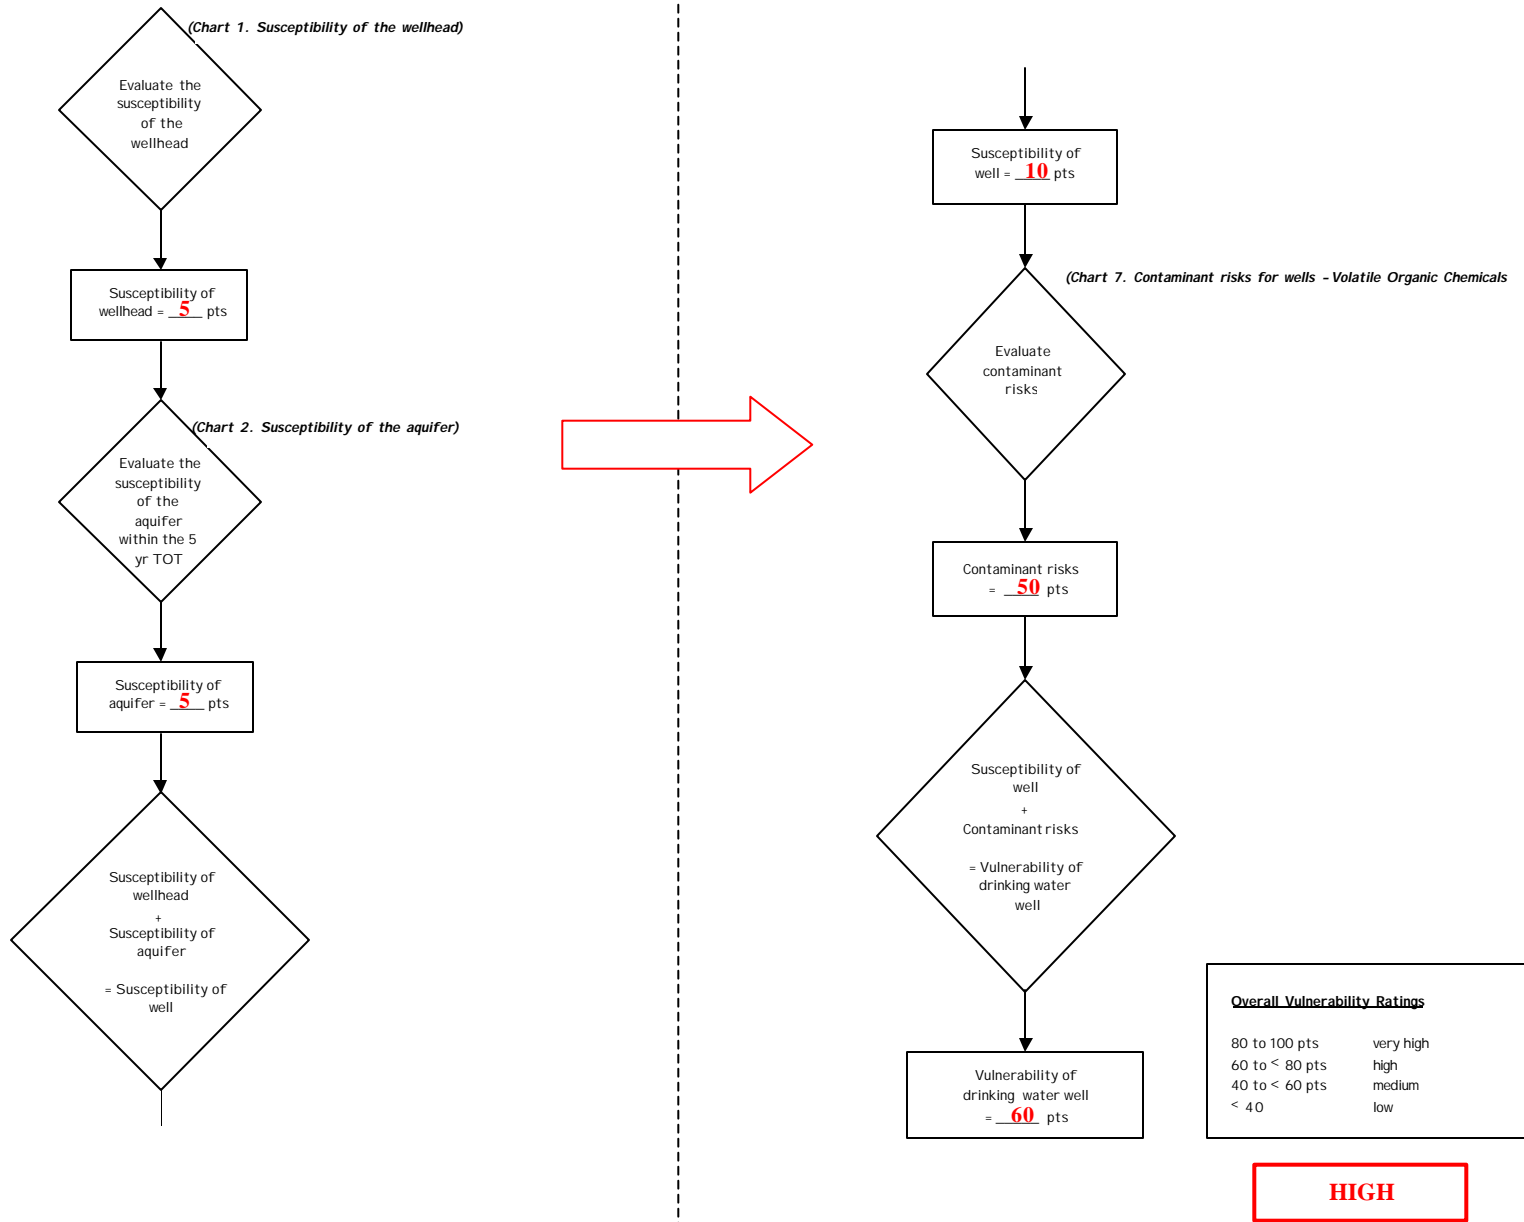 (Chart 1. Susceptibility of the wellhead)
Evaluate the
susceptibility
of the
wellhead
Susceptibility of
wellhead = 5 pts
(Chart 2. Susceptibility of the aquifer)
Evaluate the
susceptibility
of the
aquifer
within the 5
yr TOT
Susceptibility of
aquifer = 5 pts
Susceptibility of
wellhead
+
Susceptibility of
aquifer
= Susceptibility of
well
Susceptibility of
well = 10 pts
(Chart 7. Contaminant risks for wells – Volatile Organic Chemicals
Evaluate
contaminant
risks
Contaminant risks
= 50 pts
Susceptibility of
well
+
Contaminant risks
= Vulnerability of
drinking water
well
Vulnerability of
drinking water well
= 60 pts
Overall Vulnerability Ratings
80 to 100 pts very high
60 to < 80 pts high
40 to < 60 pts medium
< 40 low
HIGH